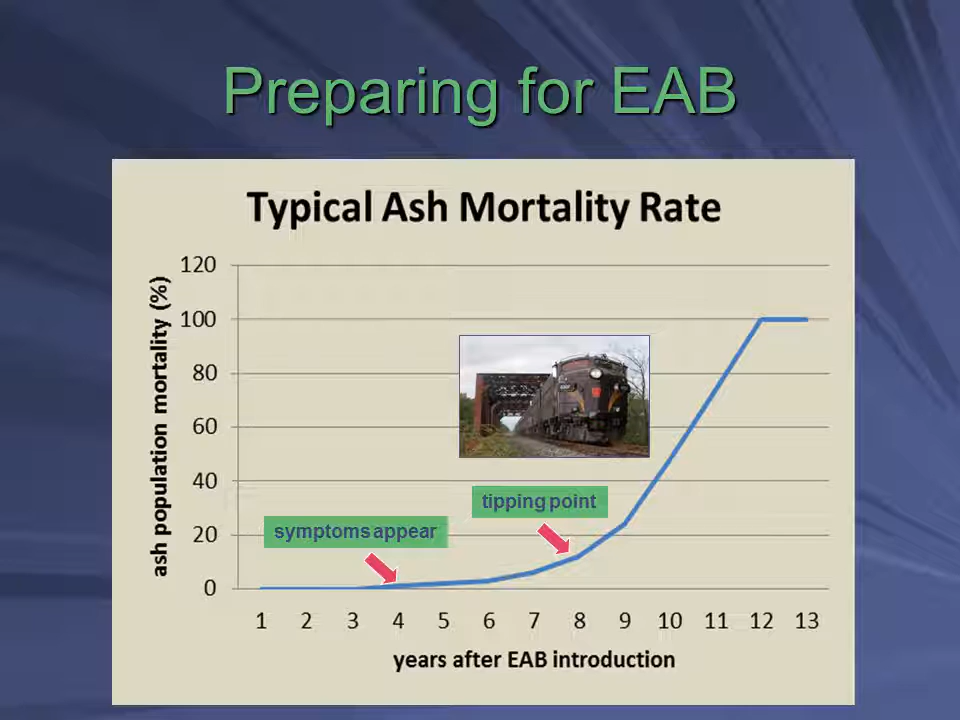 Preparing for EAB
Typical Ash Mortality Rate
ash population mortality (%)
120
100
80
60
40
20
0
tipping point
symptoms appear
1 2 3 4 5 6 7 8 9 10 11 12 13
years after EAB introduction